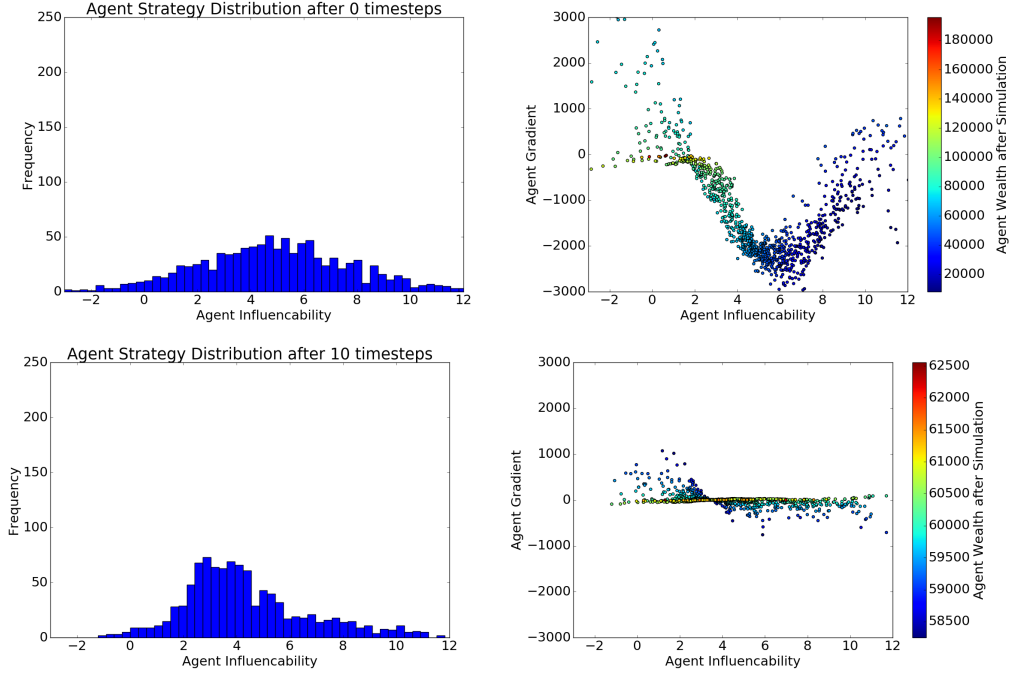 Agent Strategy Distribution after 0 timesteps
250
200
150
100
50
0
Frequency
−2 0 2 4 6 8 10 12
Agent Influencability
3000
2000
1000
0
−1000
−2000
−3000
Agent Gradient
−2 0 2 4 6 8 10 12
Agent Influencability
180000
160000
140000
120000
100000
80000
60000
40000
20000
Agent Wealth after Simulation
Agent Strategy Distribution after 10 timesteps
250
200
150
100
50
0
Frequency
−2 0 2 4 6 8 10 12
Agent Influencability
3000
2000
1000
0
−1000
−2000
−3000
Agent Gradient
−2 0 2 4 6 8 10 12
Agent Influencability
62500
62000
61500
61000
60500
60000
59500
59000
58500
Agent Wealth after Simulation